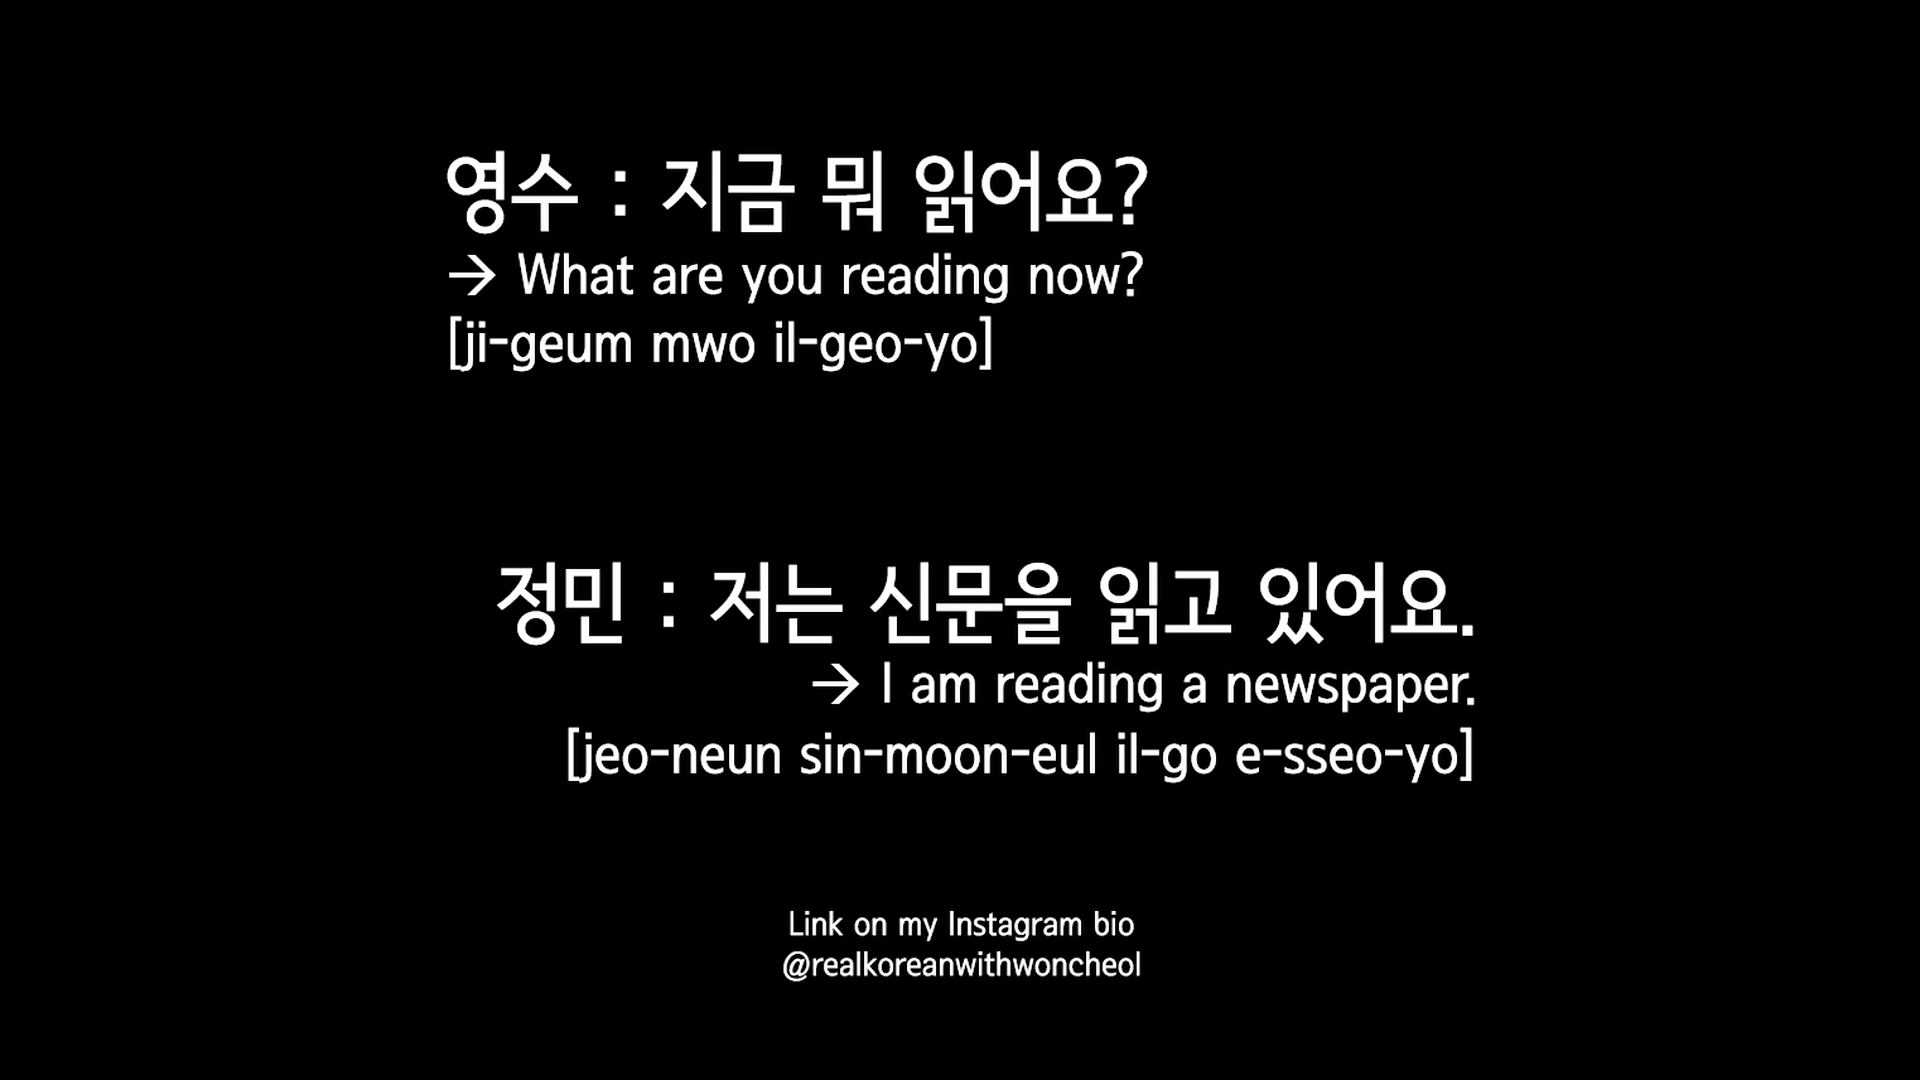 영수 : 지금 뭐 읽어요?
→ What are you reading now?
[ji-geum mwo il-geo-yo]
정민 : 저는 신문을 읽고 있어요.
→ I am reading a newspaper.
[jeo-neun sin-moon-eul il-go e-sseo-yo]
Link on my Instagram bio
@realkoreanwithwoncheol